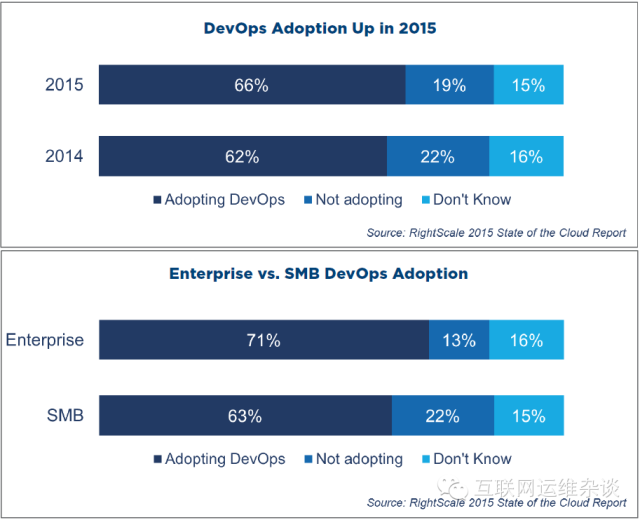 DevOps Adoption Up in 2015
2015 66% 19% 15%
2014 62% 22% 16%
Adopting DevOps Not adopting Don't Know
Source: RightScale 2015 State of the Cloud Report
Enterprise vs. SMB DevOps Adoption
Enterprise 71% 13% 16%
SMB 63% 22% 15%
Adopting DevOps Not adopting Don't Know
互联网运维杂谈
Source: RightScale 2015 State of the Cloud Report